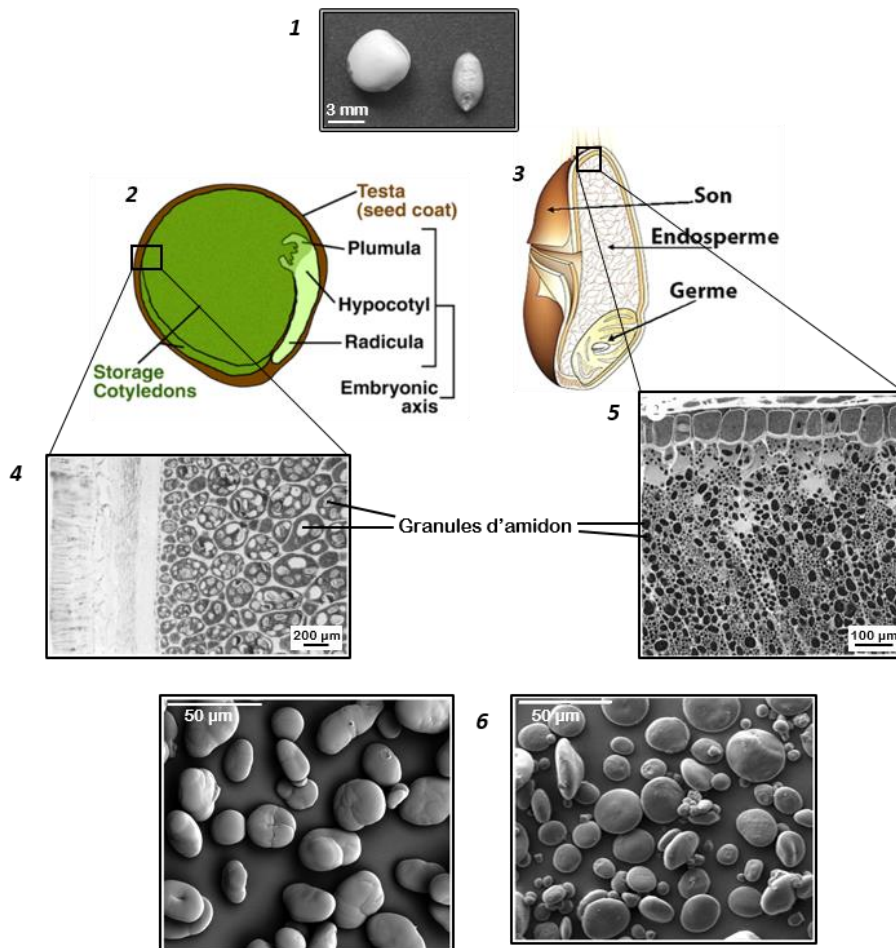 1
3 mm
2
Testa
(seed coat)
Plumula
Hypocotyl
Radicula
Storage
Cotyledons
Embryonic
axis
3
Son
Endosperme
Germe
4
200 µm
Granules d'amidon
5
100 µm
50 µm
6
50 µm